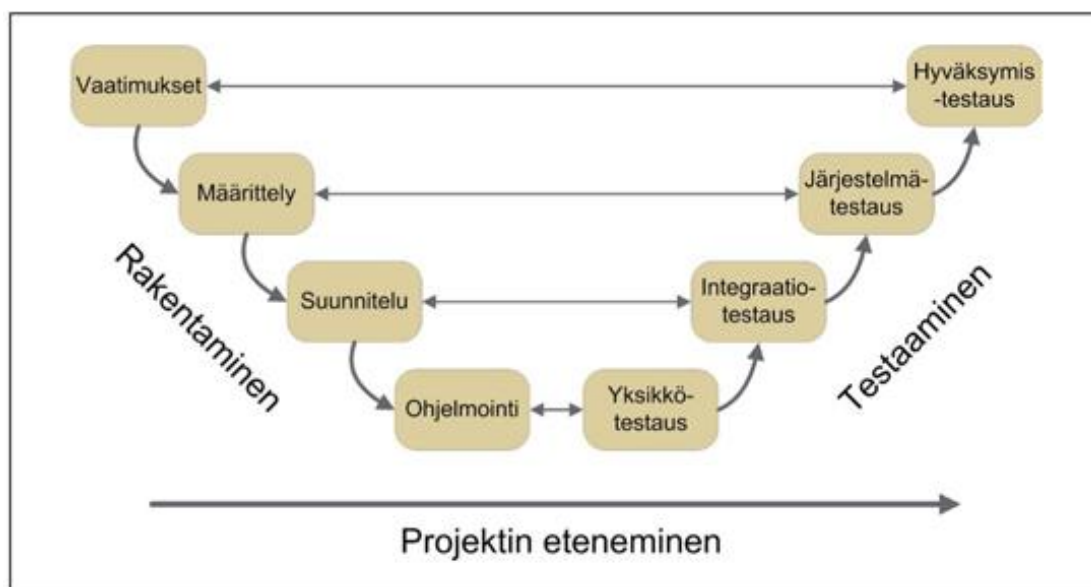 Vaatimukset
Hyväksymis
-testaus
Määrittely
Järjestelmä-
testaus
Rakentaminen
Suunnitelu
Integraatio-
testaus
Testaaminen
Ohjelmointi
Yksikkö-
testaus
Projektin eteneminen